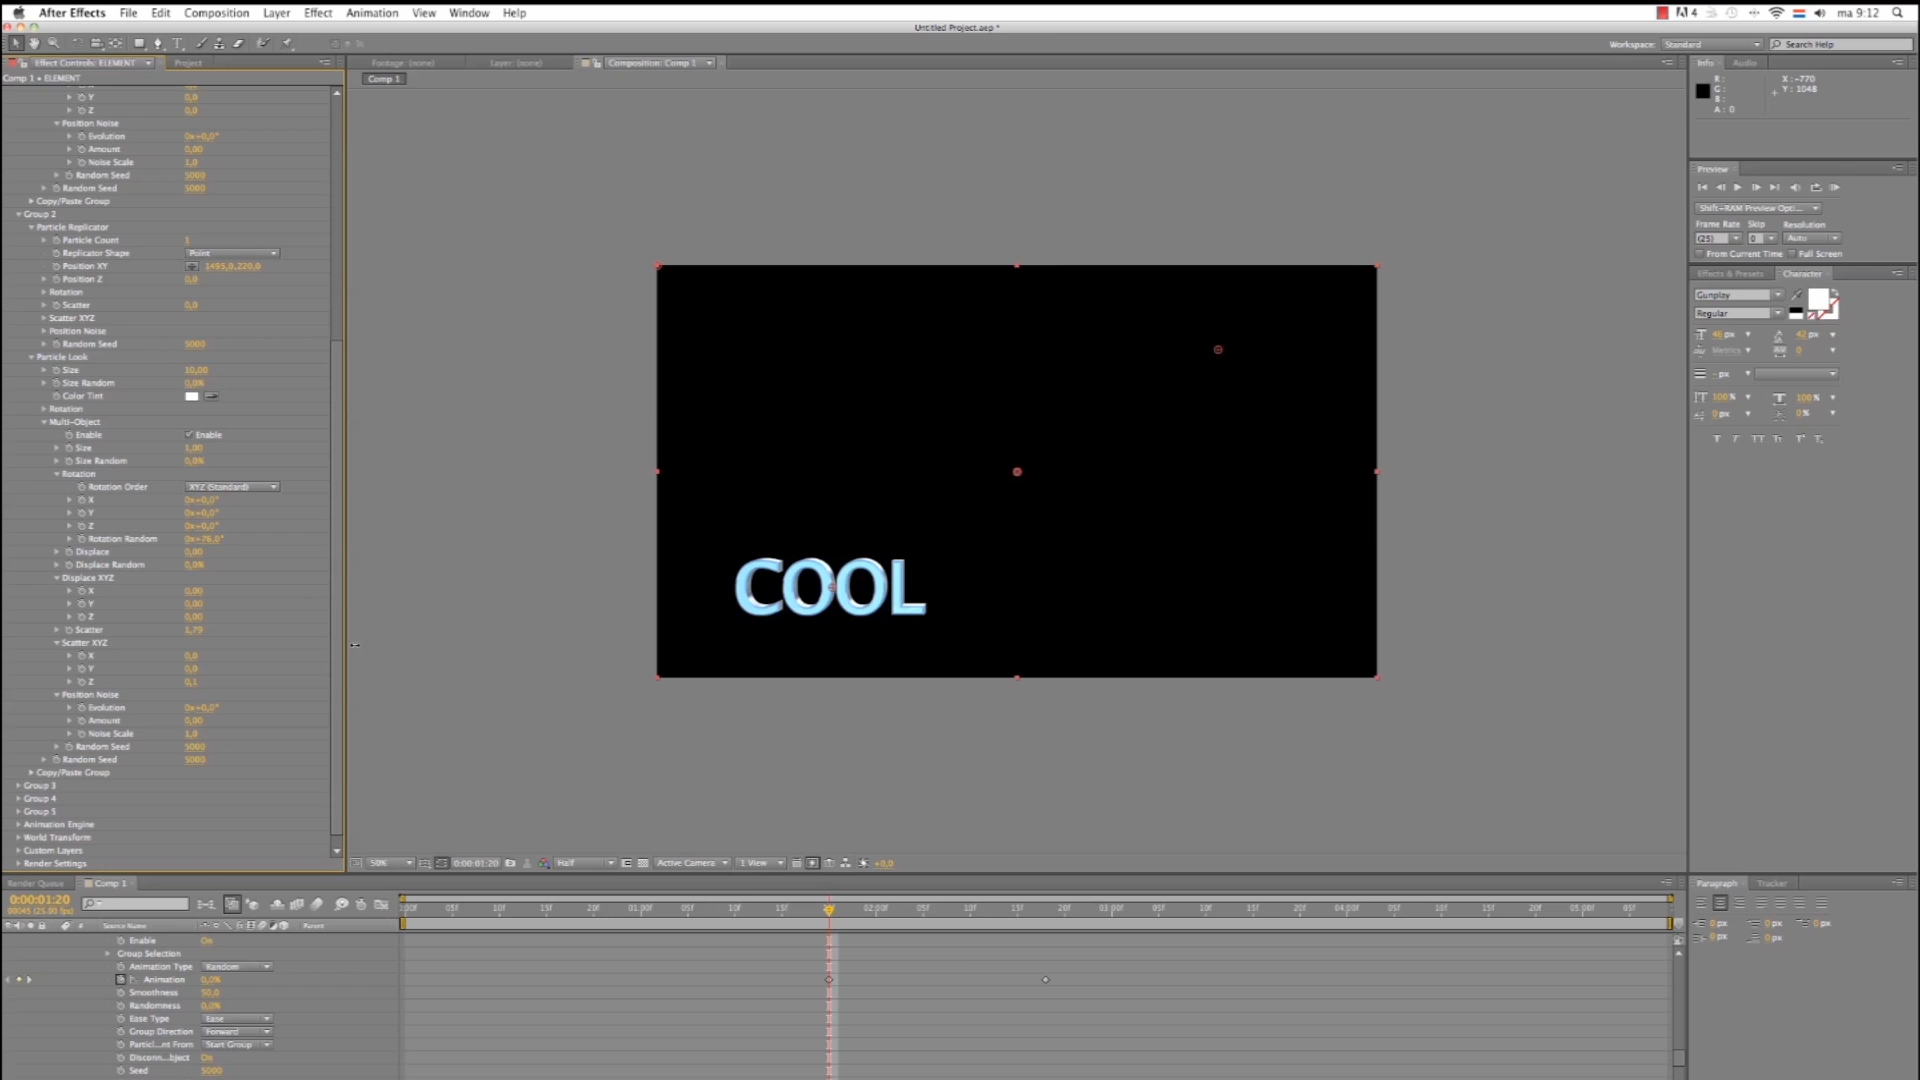 After Effects File Edit Composition Layer Effect Animation View Window Help
4 ma 9:12
Untitled Project.aep *
Workspace: Standard Search Help
Effect Controls: ELEMENT Project
Footage: (none) Layer: (none) Composition: Comp 1
Info Audio
Comp 1 • ELEMENT
Comp 1
R: G: B: A: 0
X: -770
Y: 1048
Y 0,0
Z 0,0
Position Noise
Evolution 0x+0,0°
Amount 0,00
Noise Scale 1,0
Random Seed 5000
Random Seed 5000
Copy/Paste Group
Group 2
Particle Replicator
Particle Count 1
Replicator Shape Point
Position XY 1495,0,220,0
Position Z 0,0
Rotation
Scatter 0,0
Scatter XYZ
Position Noise
Random Seed 5000
Particle Look
Size 10,00
Size Random 0,0%
Color Tint
Rotation
Multi-Object
Enable Enable
Size 1,00
Size Random 0,0%
Rotation
Rotation Order XYZ (Standard)
X 0x+0,0°
Y 0x+0,0°
Z 0x+0,0°
Rotation Random 0x+76,0°
Displace 0,00
Displace Random 0,0%
Displace XYZ
X 0,00
Y 0,00
Z 0,00
Scatter 1,79
Scatter XYZ
X 0,0
Y 0,0
Z 0,1
Position Noise
Evolution 0x+0,0°
Amount 0,00
Noise Scale 1,0
Random Seed 5000
Random Seed 5000
Copy/Paste Group
Group 3
Group 4
Group 5
Animation Engine
World Transform
Custom Layers
Render Settings
COOL
50% 0:00:01:20 Half Active Camera 1 View +0,0
Preview
Shift+RAM Preview Opti...
Frame Rate Skip Resolution
(25) 0 Auto
From Current Time Full Screen
Effects & Presets Character
Gunplay
Regular
46 px 42 px
Metrics 0
- px
100 % 100 %
0 px 0 %
T T TT Tt T' T,
Render Queue Comp 1
0:00:01:20
00045 (25.00 fps)
# Source Name Parent
:00f 05f 10f 15f 20f 01:00f 05f 10f 15f 02:00f 05f 10f 15f 20f 03:00f 05f 10f 15f 20f 04:00f 05f 10f 15f 20f 05:00f 05f
Enable On
Group Selection
Animation Type Random
Animation 0,0%
Smoothness 50,0
Randomness 0,0%
Ease Type Ease
Group Direction Forward
Particl...nt From Start Group
Disconn...bject On
Seed 5000
Paragraph Tracker
0 px 0 px 0 px
0 px 0 px